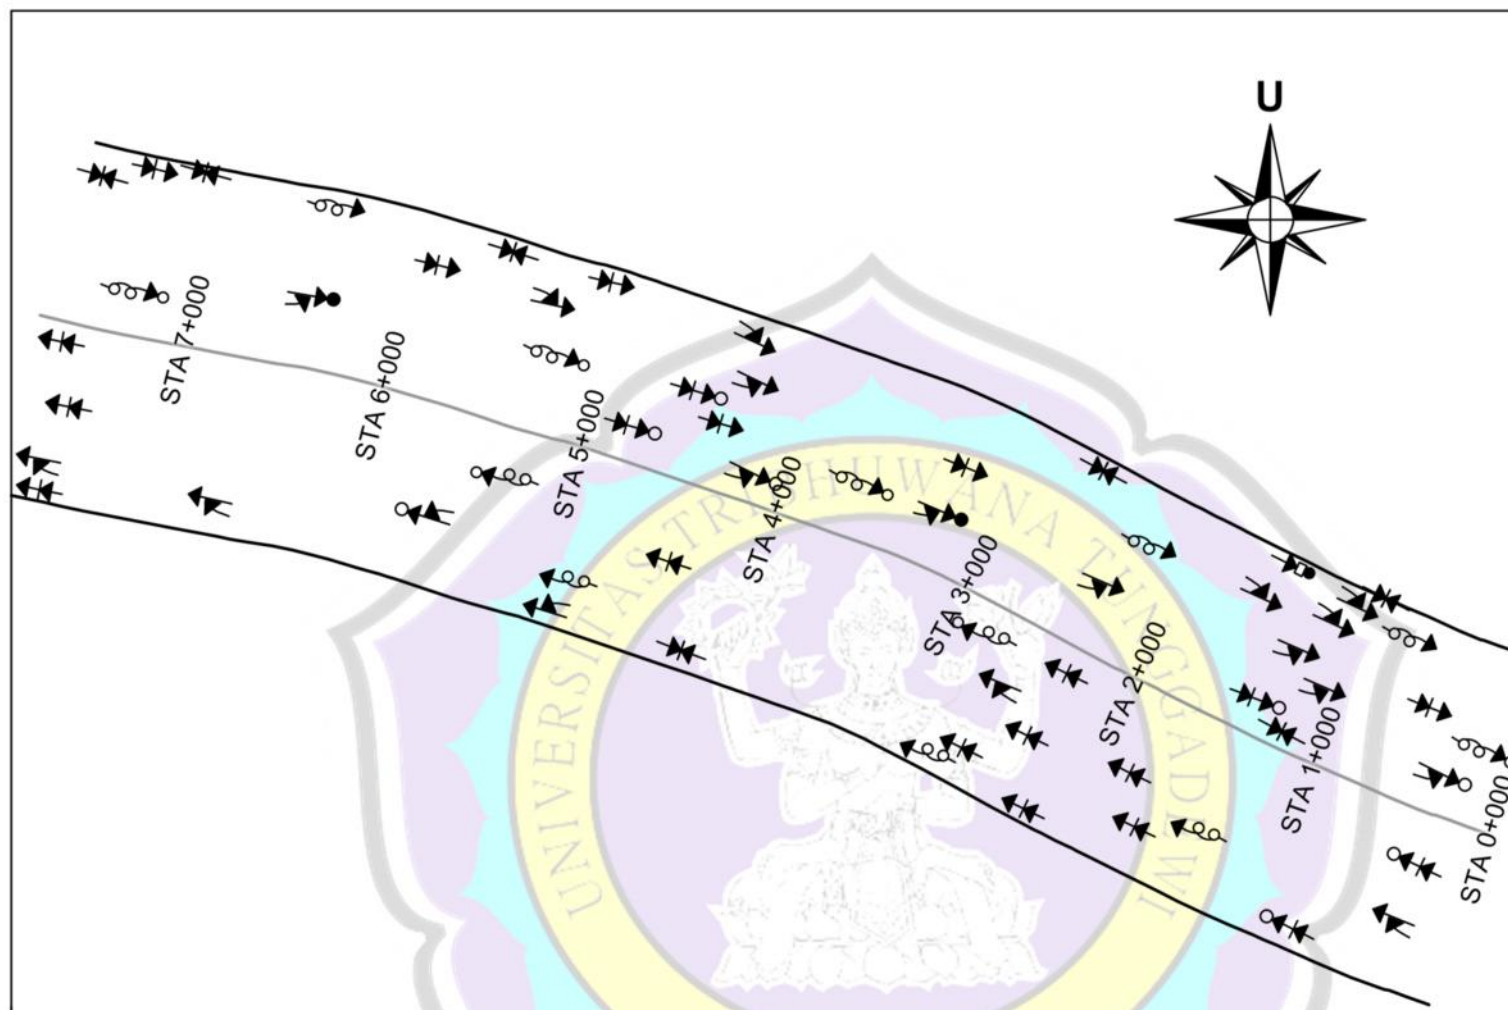 U
STA 7+000
STA 6+000
STA 5+000
STA 4+000
STA 3+000
STA 2+000
STA 1+000
STA 0+000
UNIVERSITAS TRIBHUWANA TUNGGADEWI